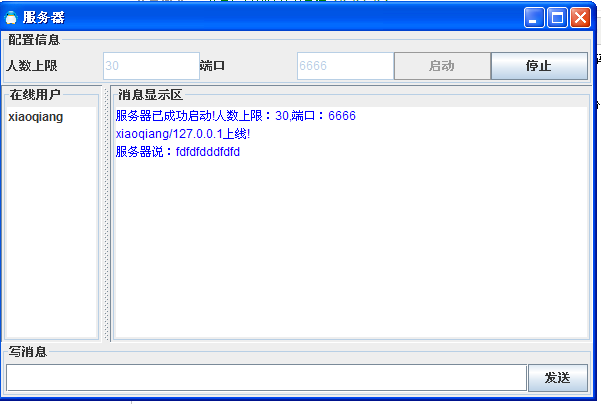 服务器
配置信息
人数上限 30 端口 6666 启动 停止
在线用户
xiaoqiang
消息显示区
服务器已成功启动!人数上限：30,端口：6666
xiaoqiang/127.0.0.1上线!
服务器说：fdfdfdddfdfd
写消息
发送